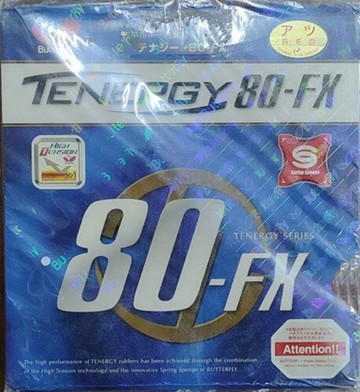 テナジー・80-FX
アツ
RED
TENERGY 80-FX
HIGH
TENSION
Spring Sponge
TENERGY SERIES
80-FX
Attention!!
The high performance of TENERGY rubbers has been achieved through the combination
of the High Tension technology and the innovative Spring Sponge of BUTTERFLY.